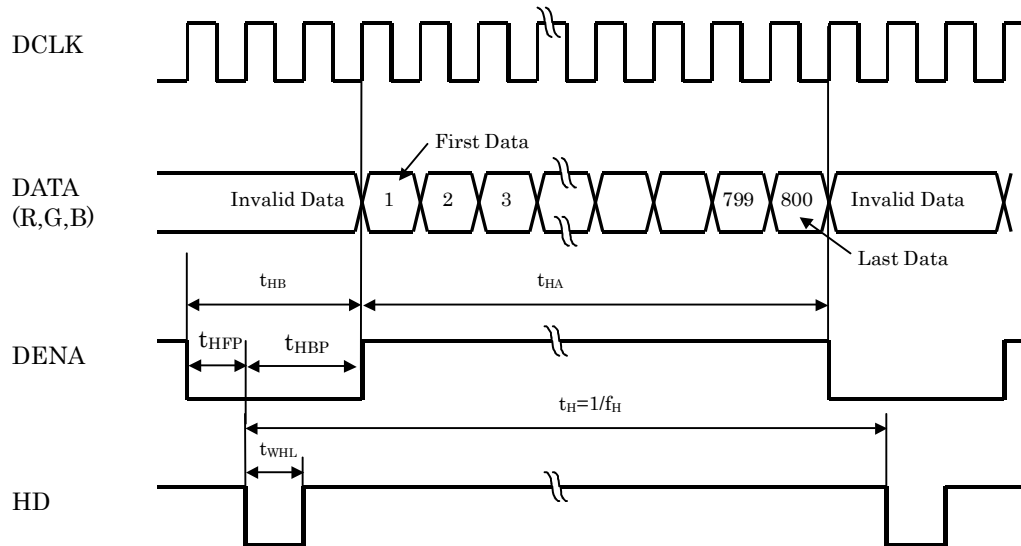 DCLK
First Data
DATA
(R,G,B)
Invalid Data 1 2 3 799 800 Invalid Data
Last Data
tHB tHA
DENA
tHFP tHBP
tH=1/fH
tWHL
HD